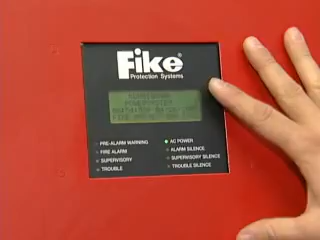 Fike®
Protection Systems
PRE-ALARM WARNING
FIRE ALARM
SUPERVISORY
TROUBLE
AC POWER
ALARM SILENCE
SUPERVISORY SILENCE
TROUBLE SILENCE